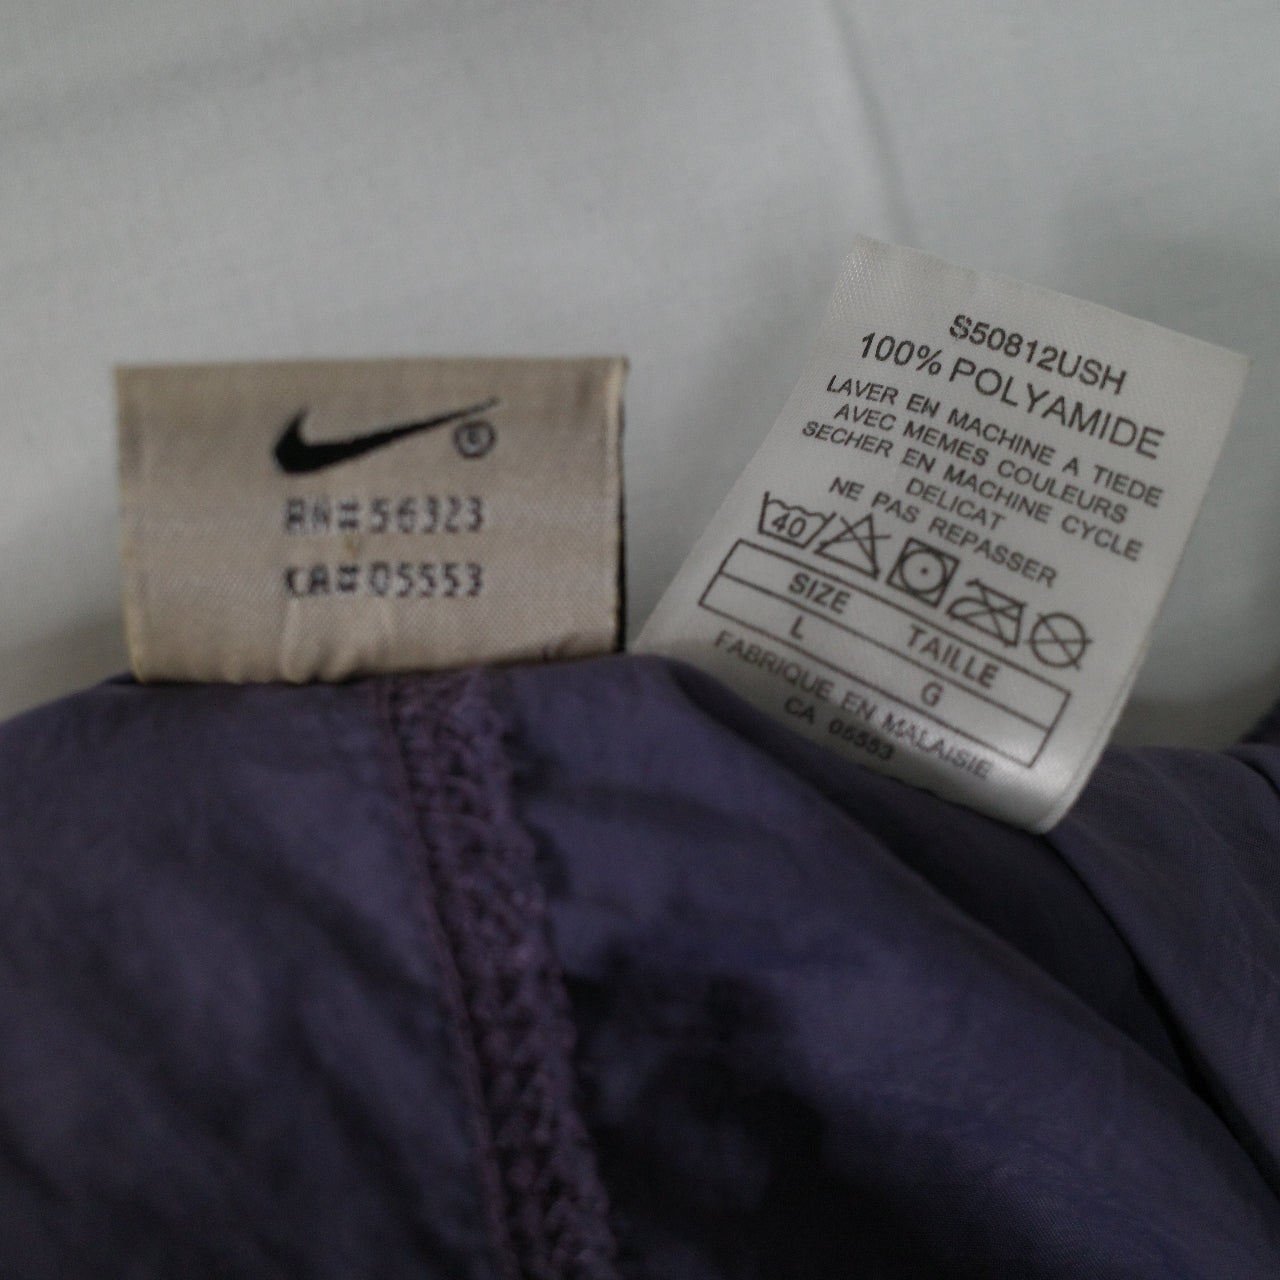 RN#56323
CA#05553
S50812USH
100% POLYAMIDE
LAVER EN MACHINE A TIEDE
AVEC MEMES COULEURS
SECHER EN MACHINE CYCLE
DELICAT
NE PAS REPASSER
40
SIZE TAILLE
L G
FABRIQUE EN MALAISIE
CA 05553